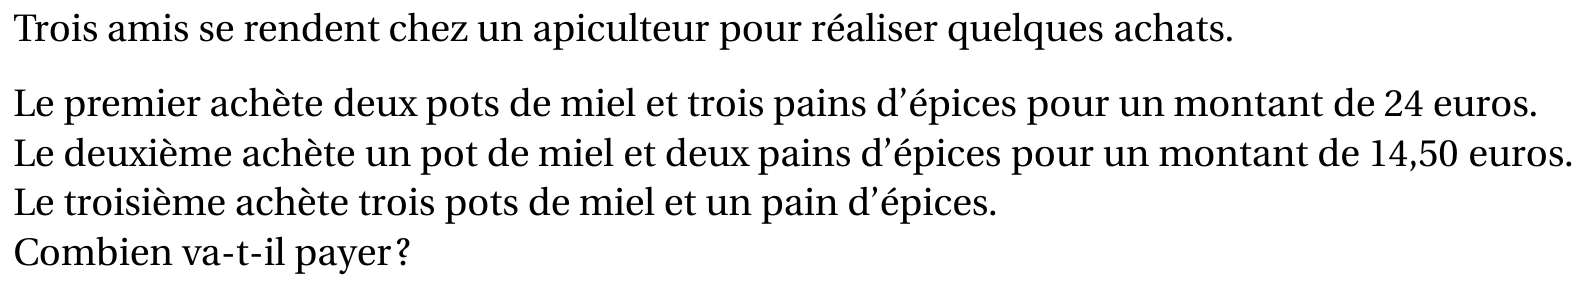 Trois amis se rendent chez un apiculteur pour réaliser quelques achats.
Le premier achète deux pots de miel et trois pains d’épices pour un montant de 24 euros.
Le deuxième achète un pot de miel et deux pains d’épices pour un montant de 14,50 euros.
Le troisième achète trois pots de miel et un pain d’épices.
Combien va-t-il payer?